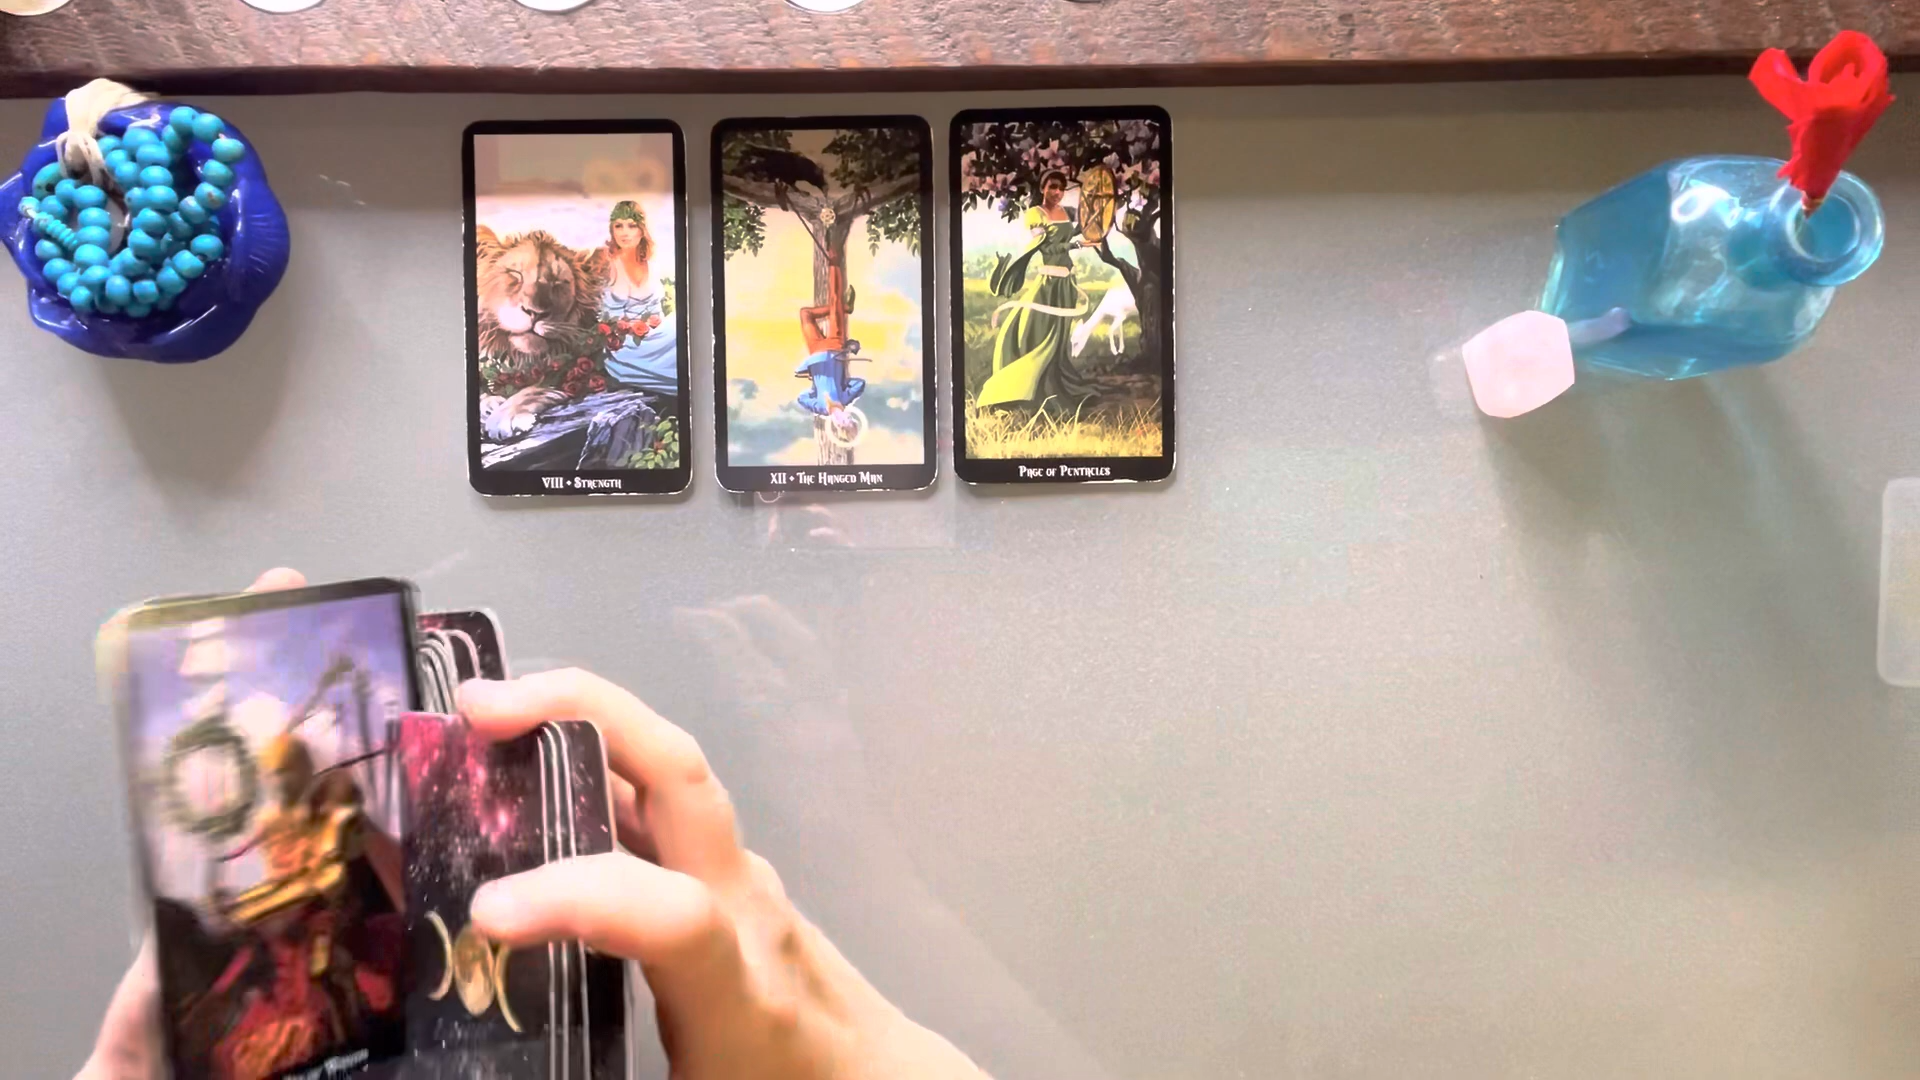 VIII • Strength
XII • The Hanged Man
Page of Pentacles